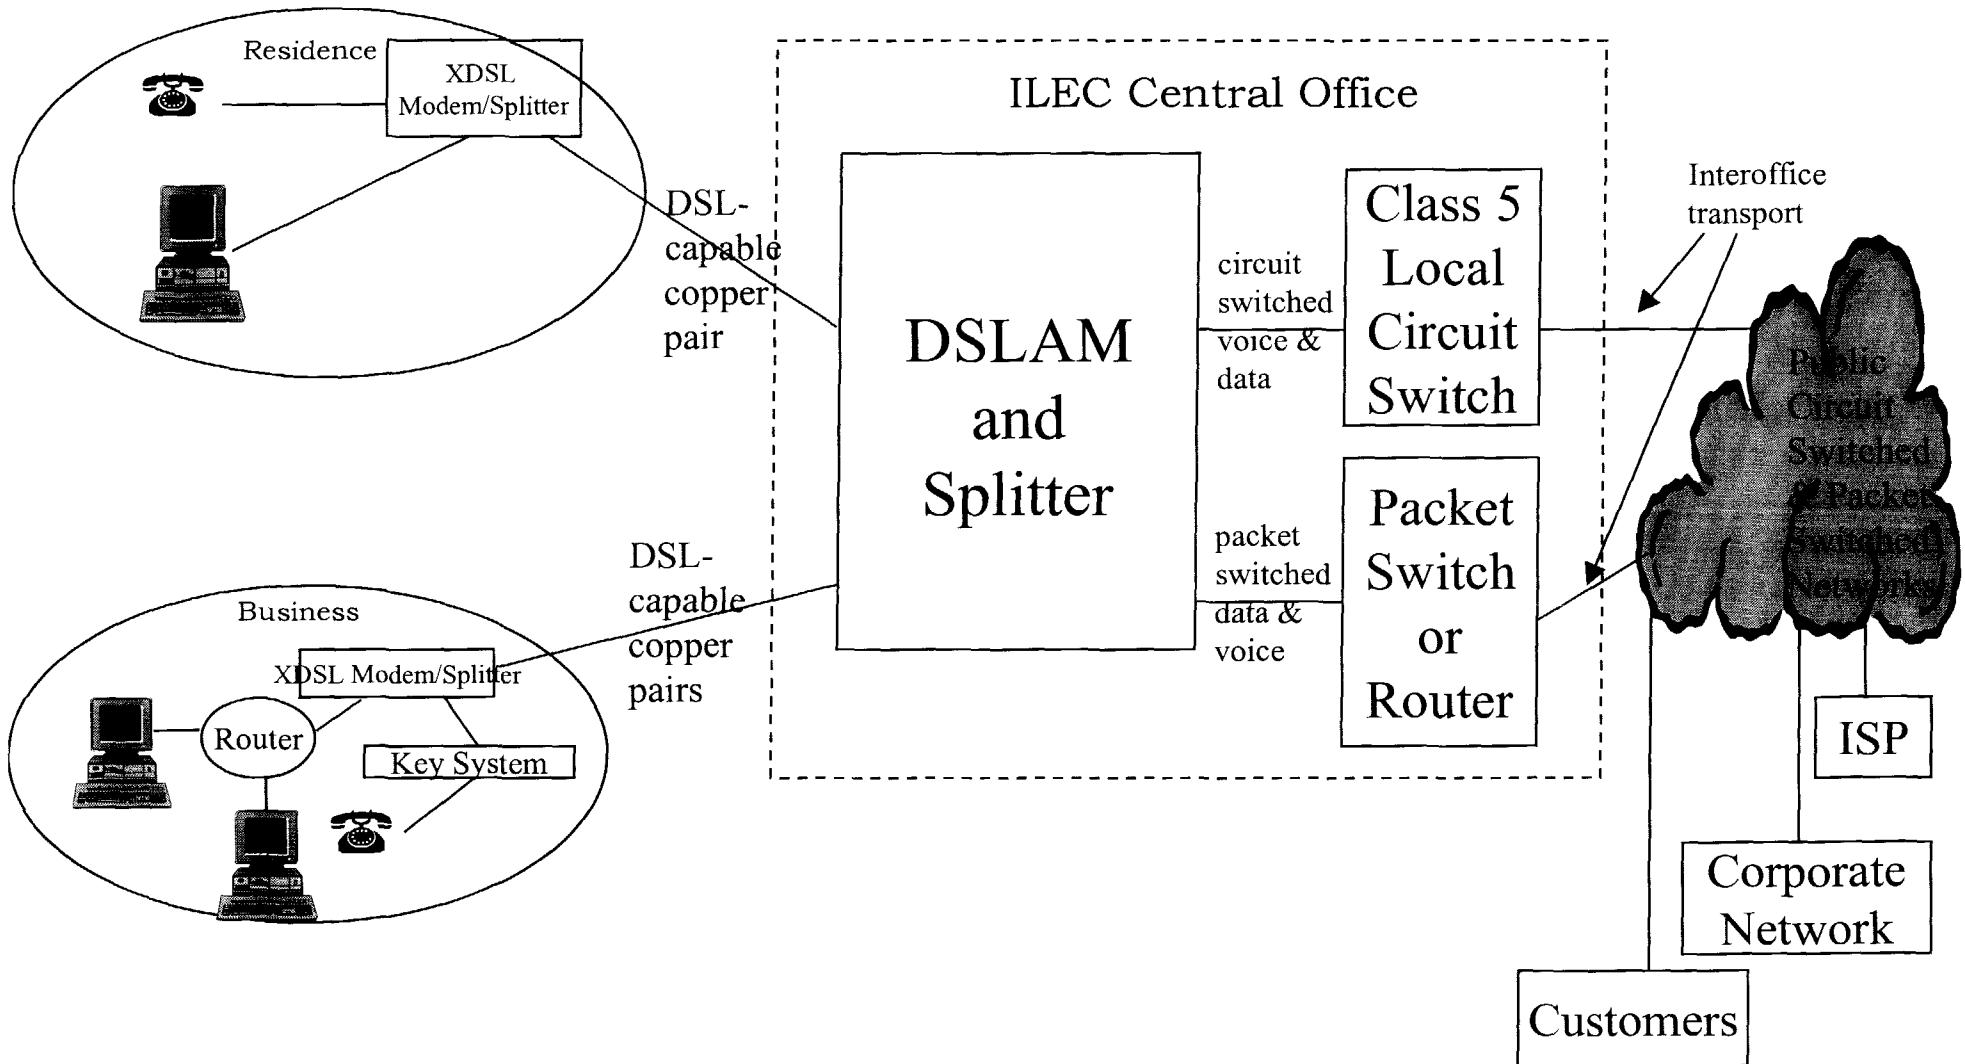 Residence
XDSL
Modem/Splitter
DSL-
capable
copper
pair
ILEC Central Office
DSLAM
and
Splitter
circuit
switched
voice &
data
Class 5
Local
Circuit
Switch
Interoffice
transport
Public
Circuit
Switched
& Packet
Switched
Networks
Business
XDSL Modem/Splitter
Router
Key System
DSL-
capable
copper
pairs
packet
switched
data &
voice
Packet
Switch
or
Router
ISP
Corporate
Network
Customers